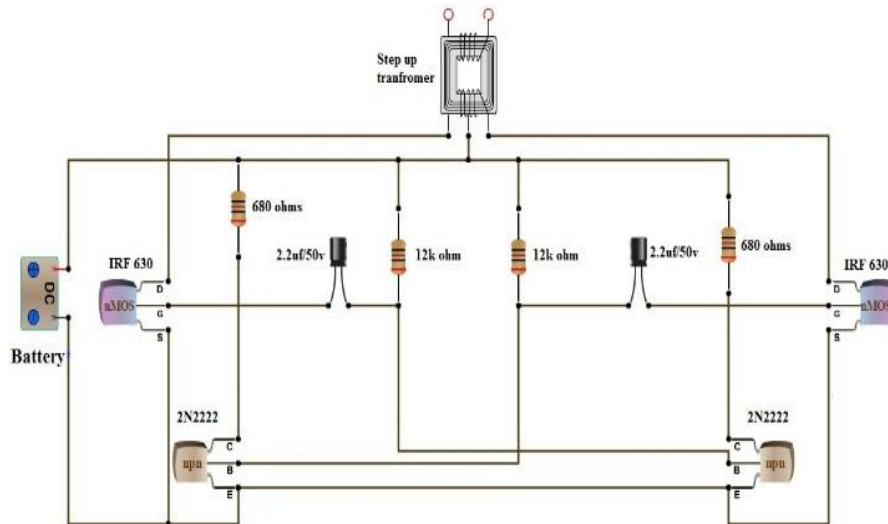 Step up
tranfromer
680 ohms
2.2uf/50v
12k ohm
12k ohm
2.2uf/50v
680 ohms
IRF 630
IRF 630
DC
nMOS
D
G
S
D
G
S
nMOS
Battery
2N2222
2N2222
npn
C
B
E
C
B
E
npn